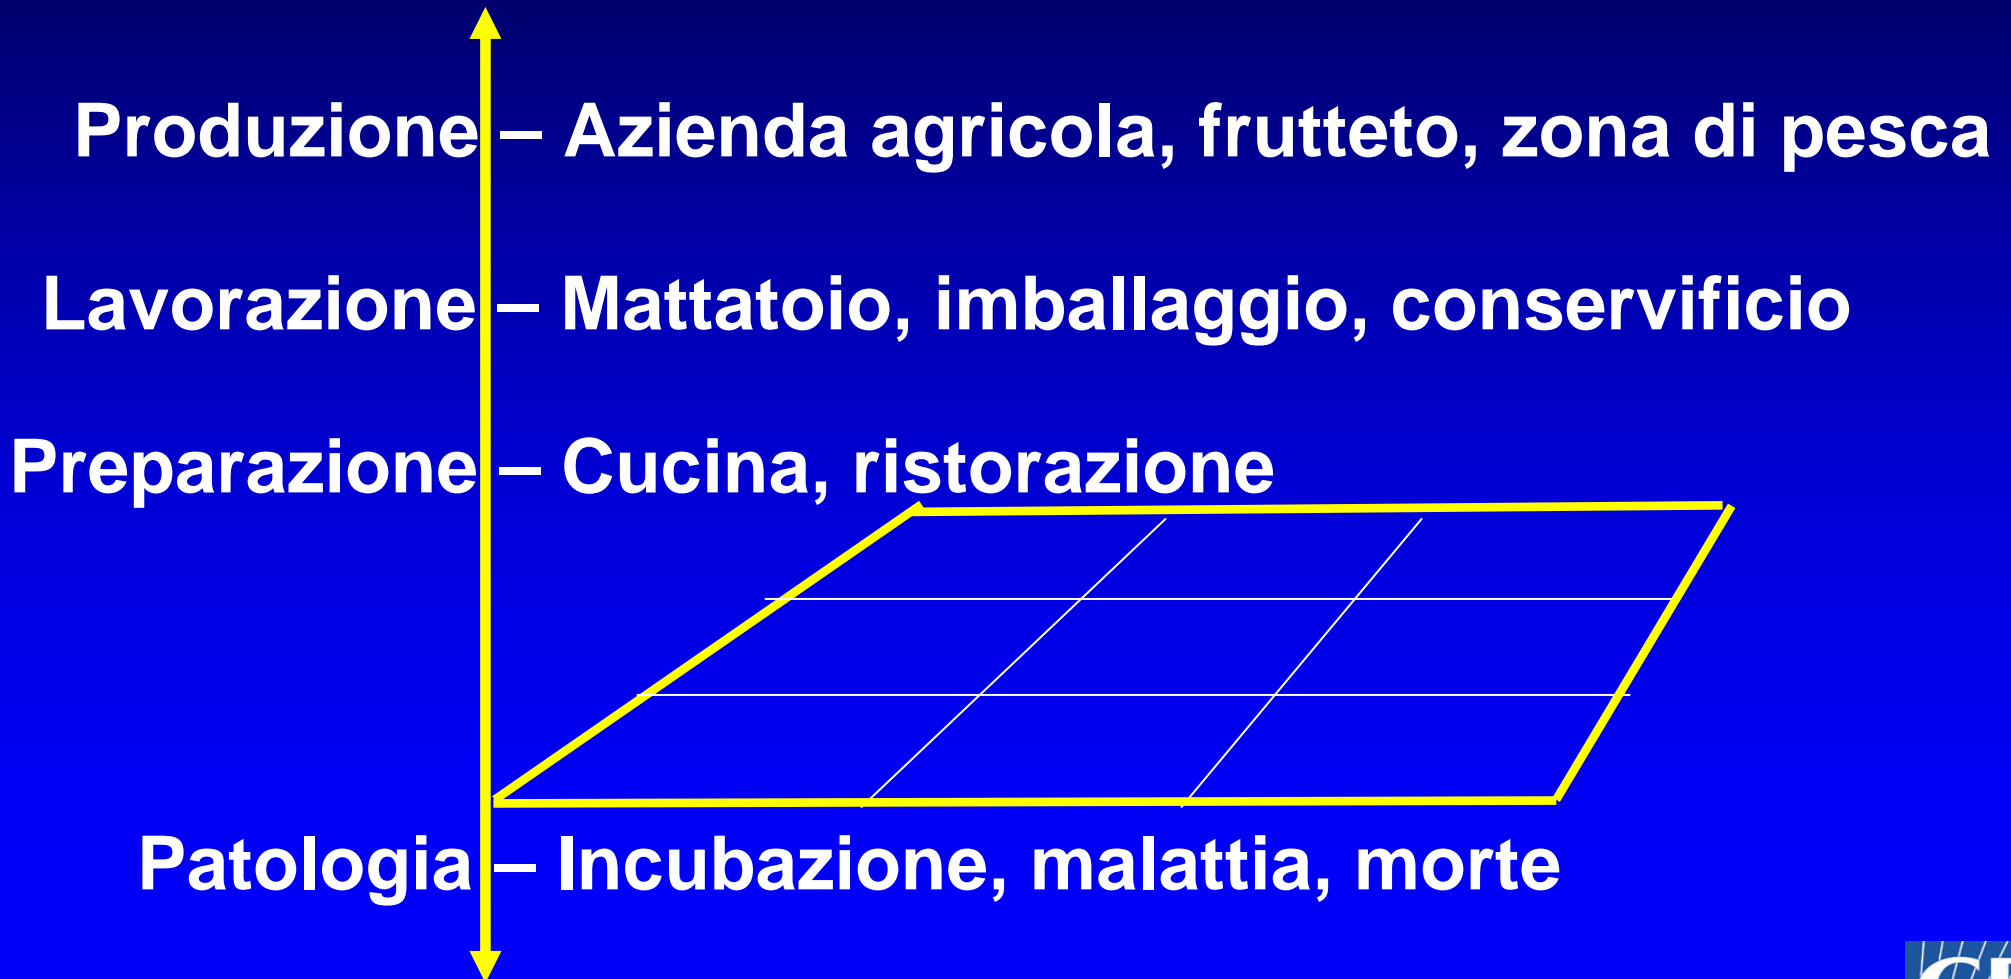 Produzione – Azienda agricola, frutteto, zona di pesca
Lavorazione – Mattatoio, imballaggio, conservificio
Preparazione – Cucina, ristorazione
Patologia – Incubazione, malattia, morte